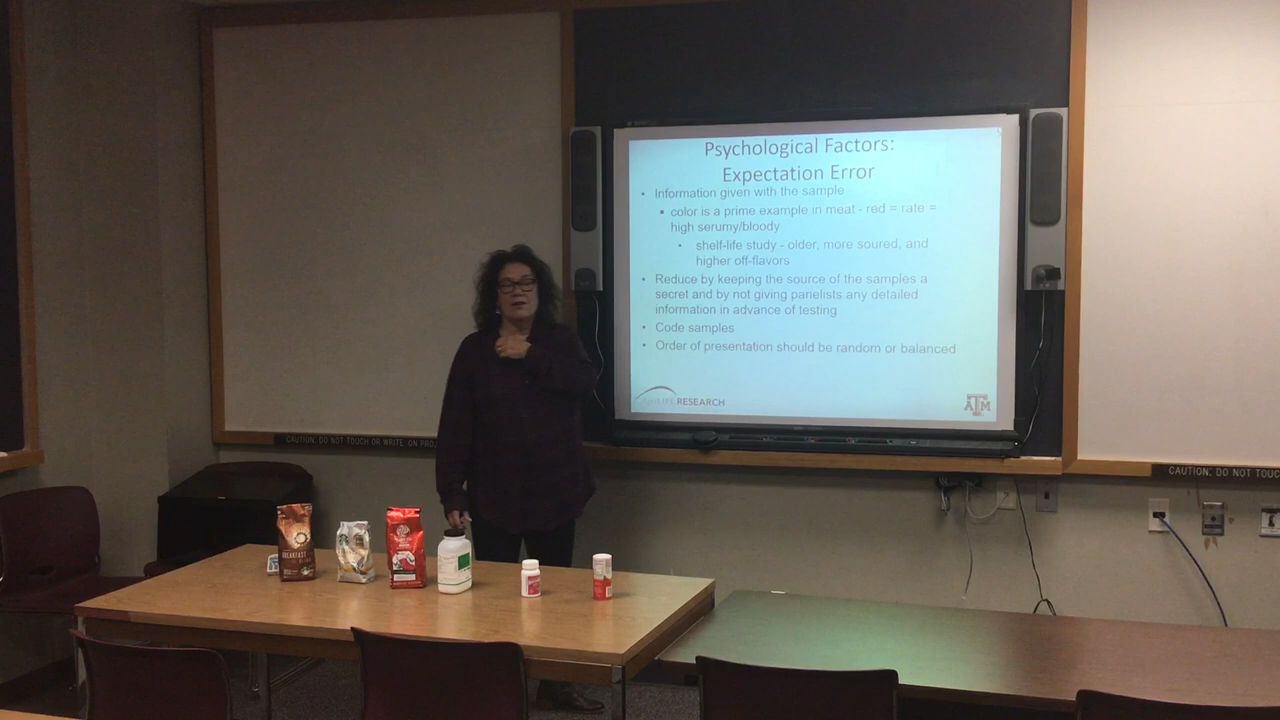 Psychological Factors:
Expectation Error
• Information given with the sample
• color is a prime example in meat - red = rate =
high serumy/bloody
• shelf-life study - older, more soured, and
higher off-flavors
• Reduce by keeping the source of the samples a
secret and by not giving panelists any detailed
information in advance of testing
• Code samples
• Order of presentation should be random or balanced
RESEARCH
ATM
CAUTION: DO NOT TOUCH OR WRITE ON PRO
CAUTION: DO NOT TOUC
BREAKFAST